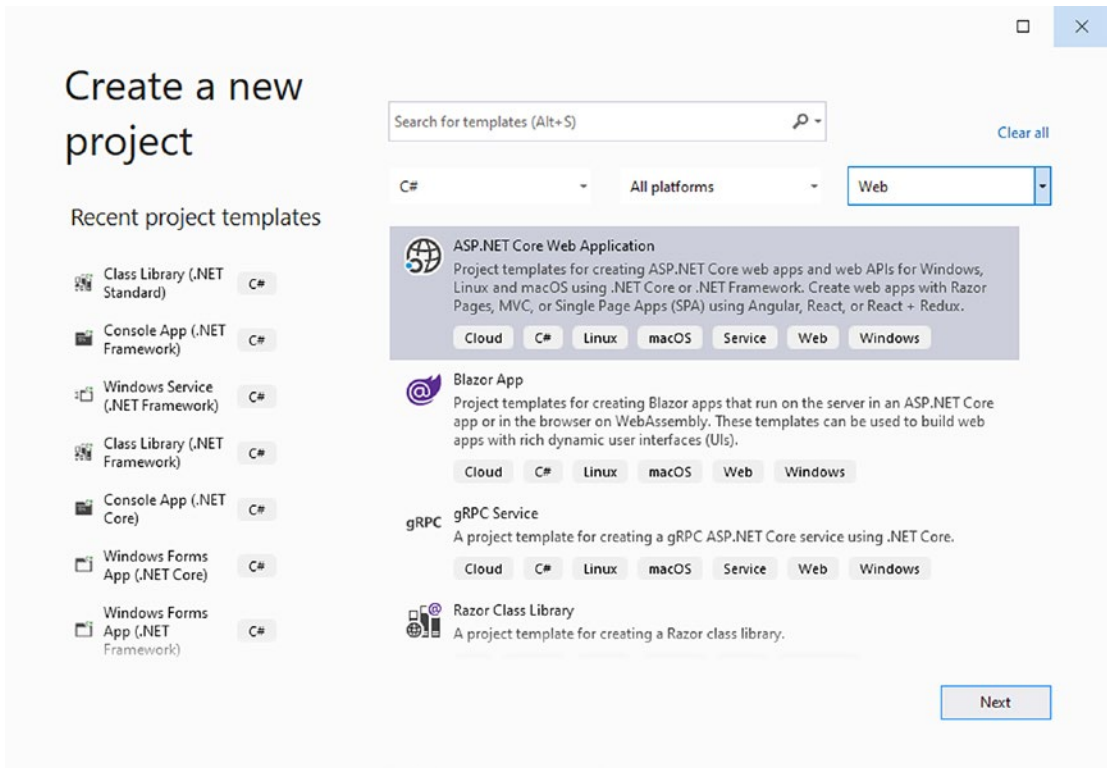 Create a new
project
Search for templates (Alt+S)
Clear all
C#
All platforms
Web
Recent project templates
Class Library (.NET
Standard)
C#
Console App (.NET
Framework)
C#
Windows Service
(.NET Framework)
C#
Class Library (.NET
Framework)
C#
Console App (.NET
Core)
C#
Windows Forms
App (.NET Core)
C#
Windows Forms
App (.NET
Framework)
C#
ASP.NET Core Web Application
Project templates for creating ASP.NET Core web apps and web APIs for Windows,
Linux and macOS using .NET Core or .NET Framework. Create web apps with Razor
Pages, MVC, or Single Page Apps (SPA) using Angular, React, or React + Redux.
Cloud C# Linux macOS Service Web Windows
Blazor App
Project templates for creating Blazor apps that run on the server in an ASP.NET Core
app or in the browser on WebAssembly. These templates can be used to build web
apps with rich dynamic user interfaces (UIs).
Cloud C# Linux macOS Web Windows
gRPC gRPC Service
A project template for creating a gRPC ASP.NET Core service using .NET Core.
Cloud C# Linux macOS Service Web Windows
Razor Class Library
A project template for creating a Razor class library.
Next